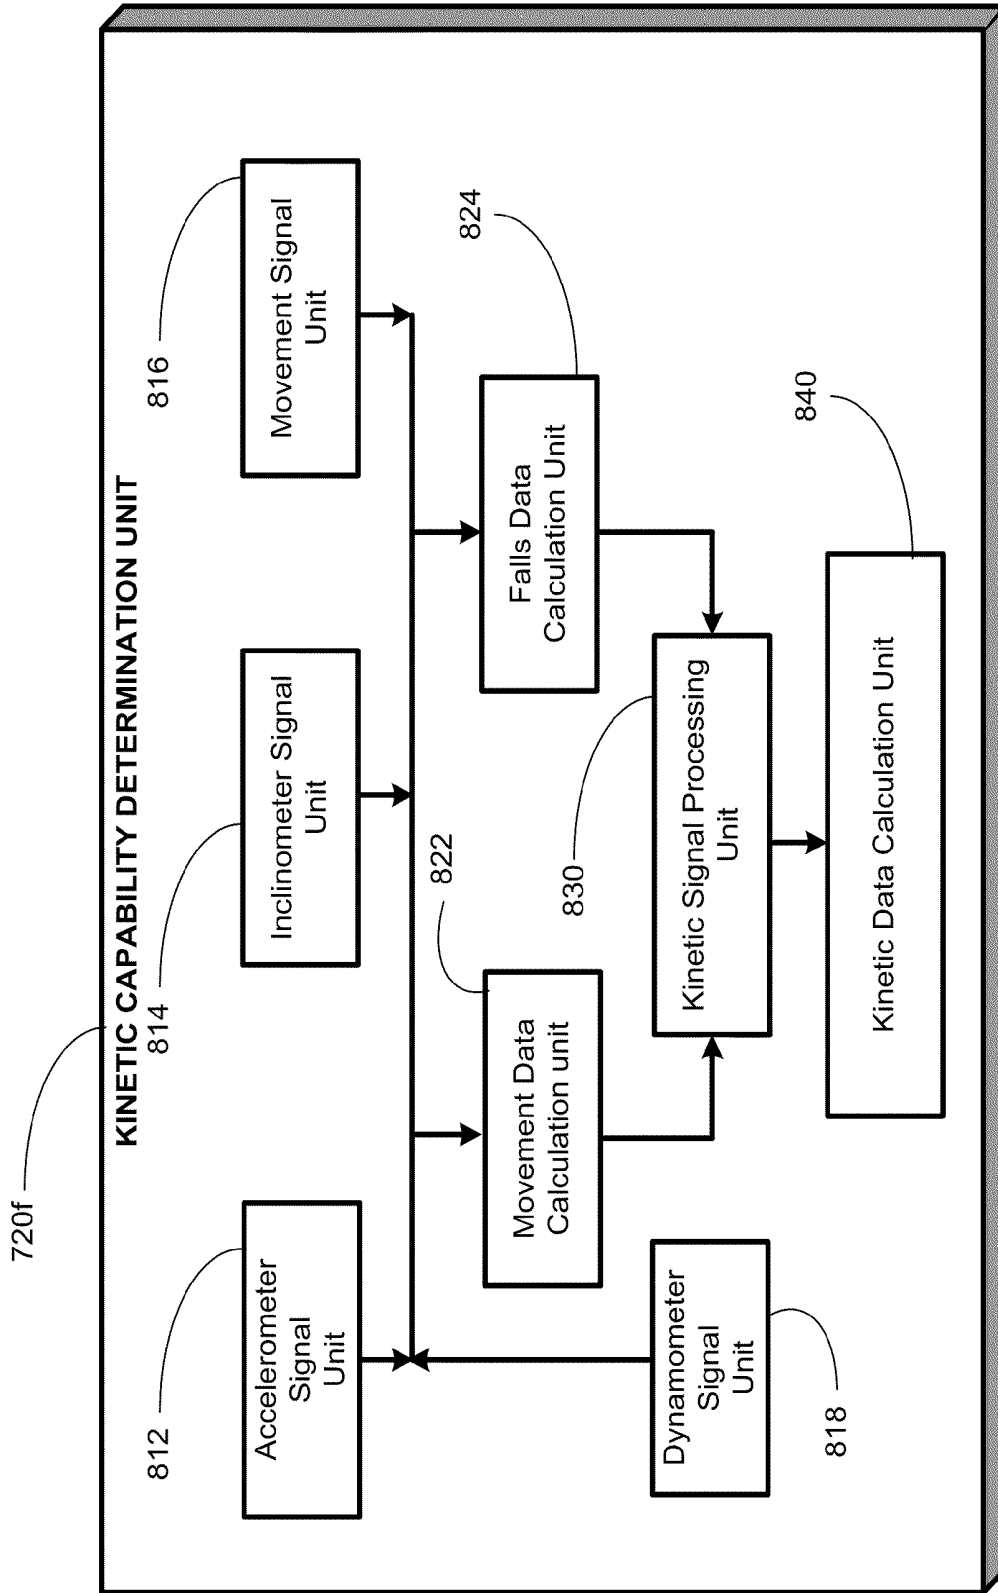 720f
KINETIC CAPABILITY DETERMINATION UNIT
812
814
816
Accelerometer
Signal
Unit
Inclinometer Signal
Unit
Movement Signal
Unit
822
824
Movement Data
Calculation unit
Falls Data
Calculation Unit
830
Dynamometer
Signal
Unit
Kinetic Signal Processing
Unit
818
840
Kinetic Data Calculation Unit